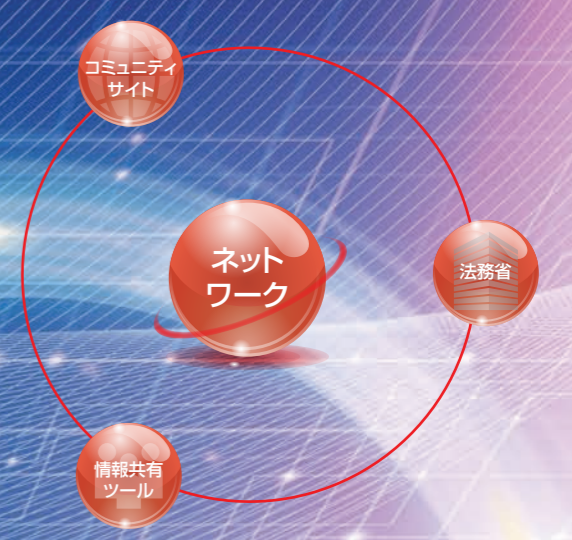 コミュニティ
サイト
ネット
ワーク
法務省
情報共有
ツール